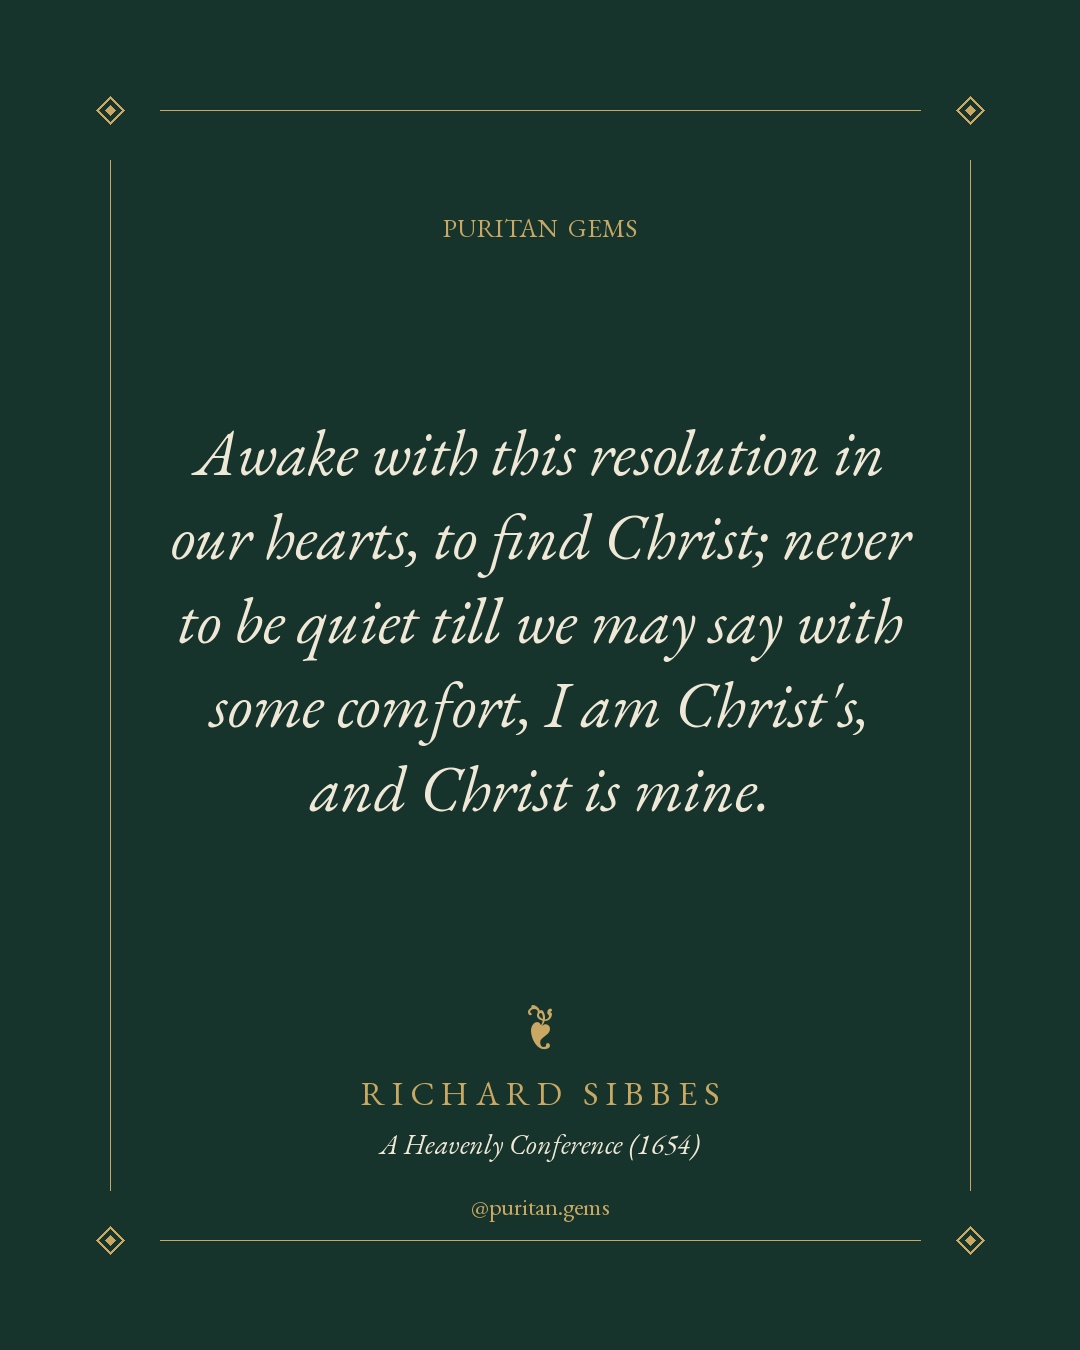 PURITAN GEMS
Awake with this resolution in
our hearts, to find Christ; never
to be quiet till we may say with
some comfort, I am Christ's,
and Christ is mine.
RICHARD SIBBES
A Heavenly Conference (1654)
@puritan.gems